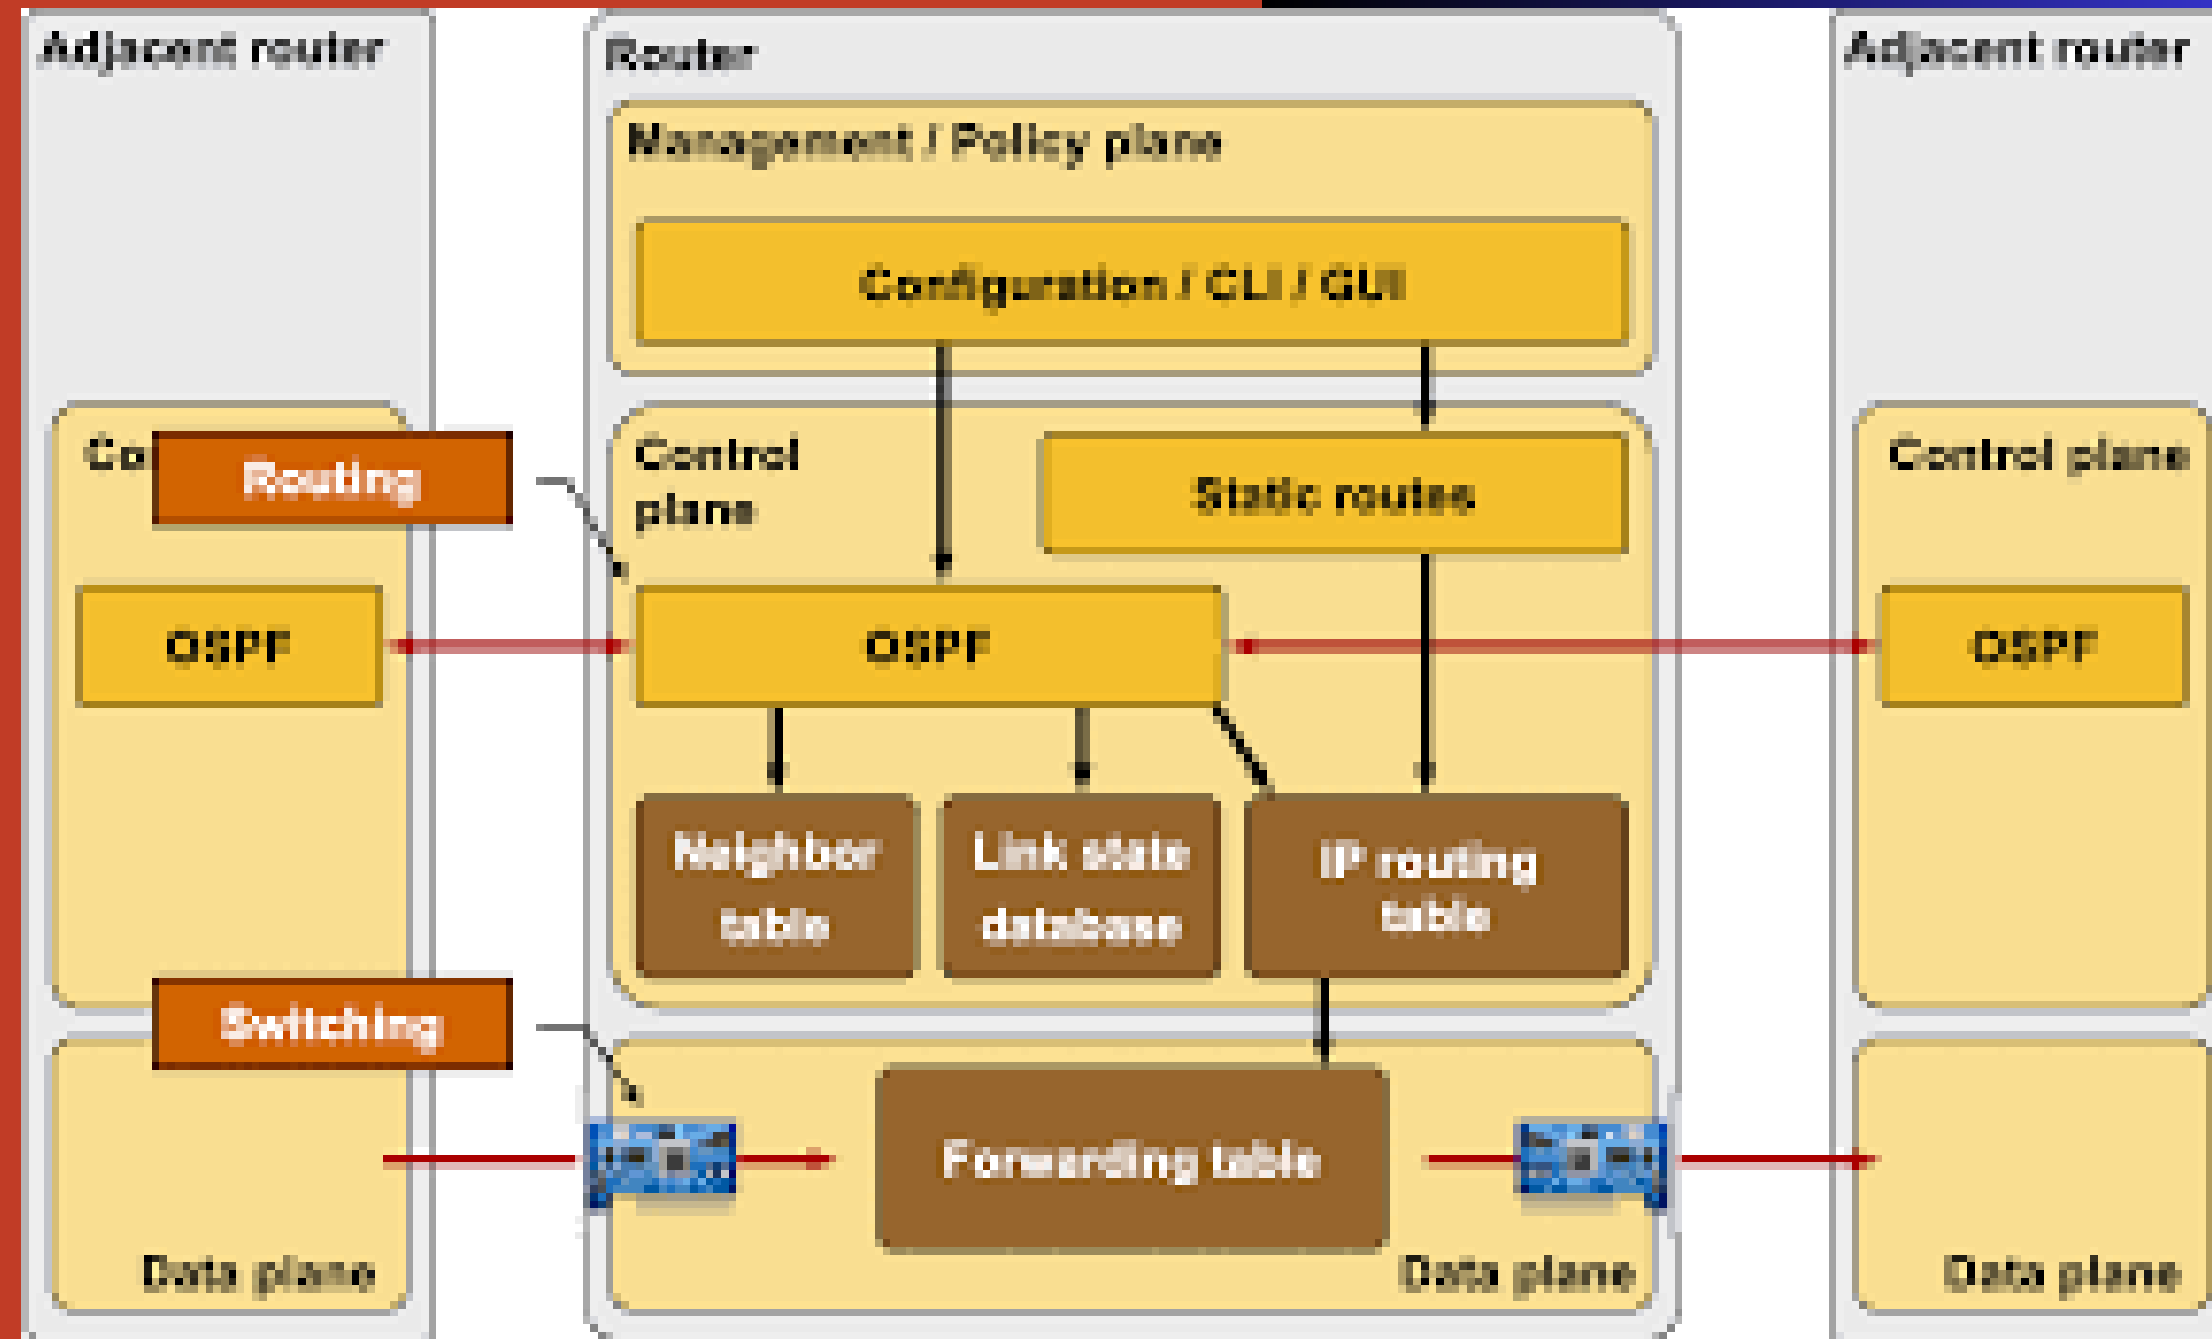 Adjacent router
Router
Adjacent router
Management / Policy plane
Configuration / CLI / GUI
Co
Routing
Control
plane
Static routes
Control plane
OSPF
OSPF
OSPF
Neighbor
table
Link state
database
IP routing
table
Switching
Forwarding table
Data plane
Data plane
Data plane